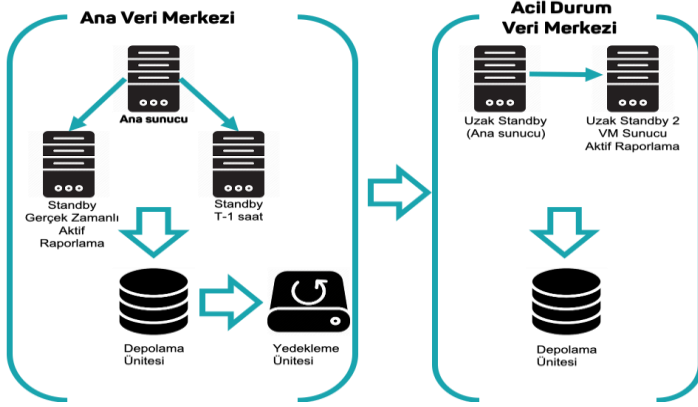 Ana Veri Merkezi
Ana sunucu
Standby
Gerçek Zamanlı
Aktif
Raporlama
Standby
T-1 saat
Depolama
Ünitesi
Yedekleme
Ünitesi
Acil Durum
Veri Merkezi
Uzak Standby
(Ana sunucu)
Uzak Standby 2
VM Sunucu
Aktif Raporlama
Depolama
Ünitesi